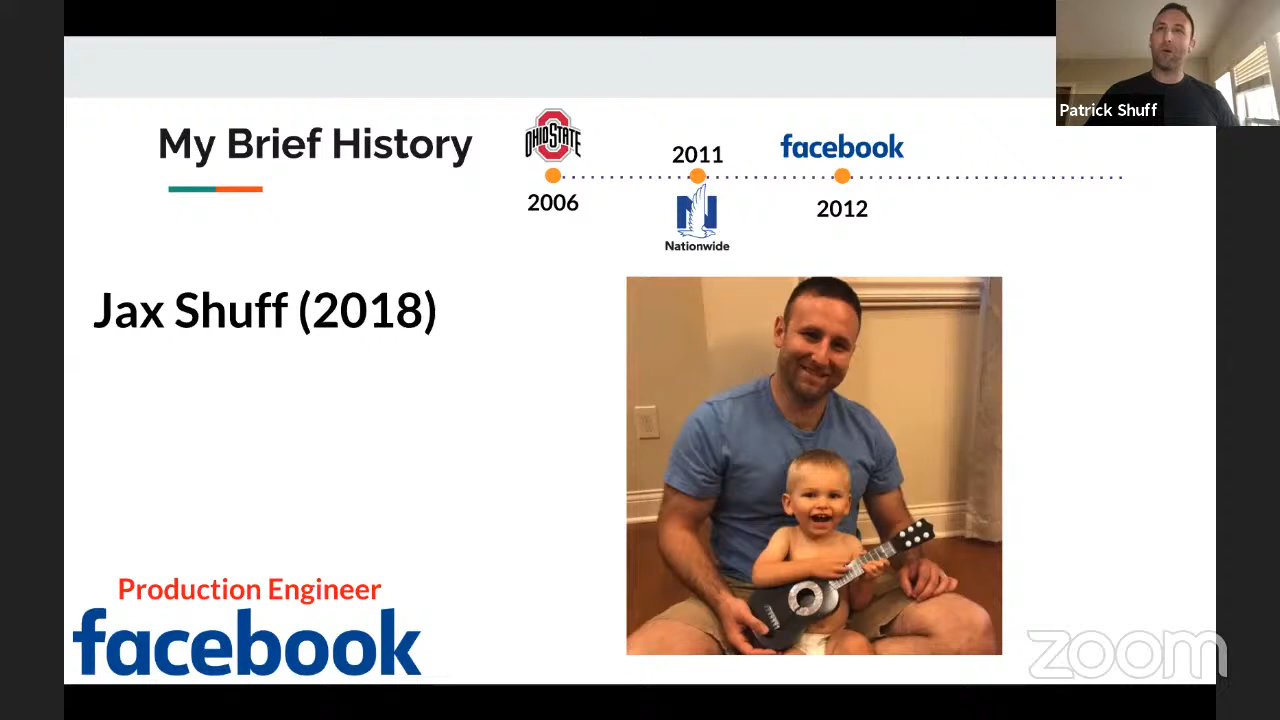 Patrick Shuff
My Brief History
OHIO STATE
2006
2011
N
Nationwide
facebook
2012
Jax Shuff (2018)
Production Engineer
facebook
zoom